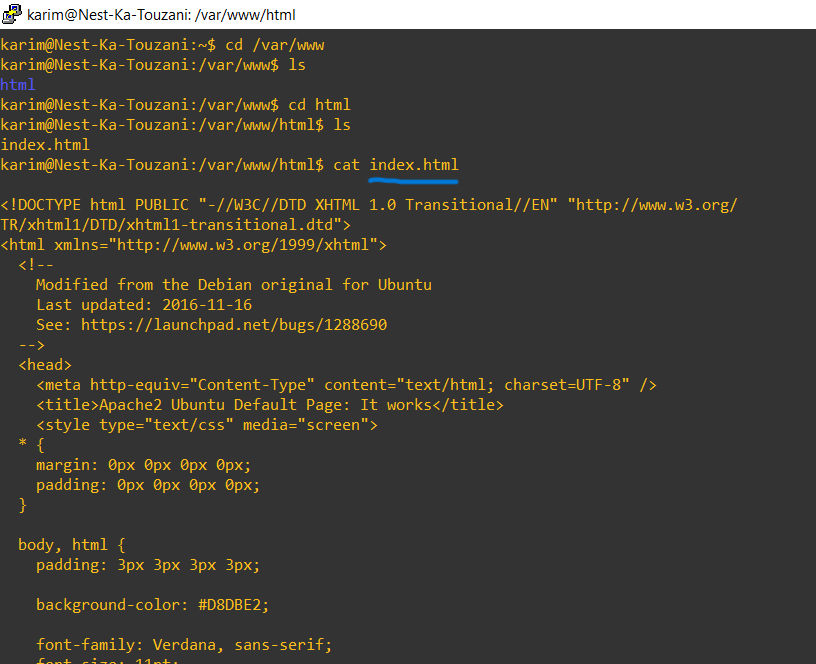 karim@Nest-Ka-Touzani: /var/www/html
karim@Nest-Ka-Touzani:~$ cd /var/www
karim@Nest-Ka-Touzani:/var/www$ ls
html
karim@Nest-Ka-Touzani:/var/www$ cd html
karim@Nest-Ka-Touzani:/var/www/html$ ls
index.html
karim@Nest-Ka-Touzani:/var/www/html$ cat index.html
<!DOCTYPE html PUBLIC "-//W3C//DTD XHTML 1.0 Transitional//EN" "http://www.w3.org/
TR/xhtml1/DTD/xhtml1-transitional.dtd">
<html xmlns="http://www.w3.org/1999/xhtml">
  <!--
    Modified from the Debian original for Ubuntu
    Last updated: 2016-11-16
    See: https://launchpad.net/bugs/1288690
  -->
  <head>
    <meta http-equiv="Content-Type" content="text/html; charset=UTF-8" />
    <title>Apache2 Ubuntu Default Page: It works</title>
    <style type="text/css" media="screen">
  * {
    margin: 0px 0px 0px 0px;
    padding: 0px 0px 0px 0px;
  }
  body, html {
    padding: 3px 3px 3px 3px;
    background-color: #D8DBE2;
    font-family: Verdana, sans-serif;
    font-size: 11pt;